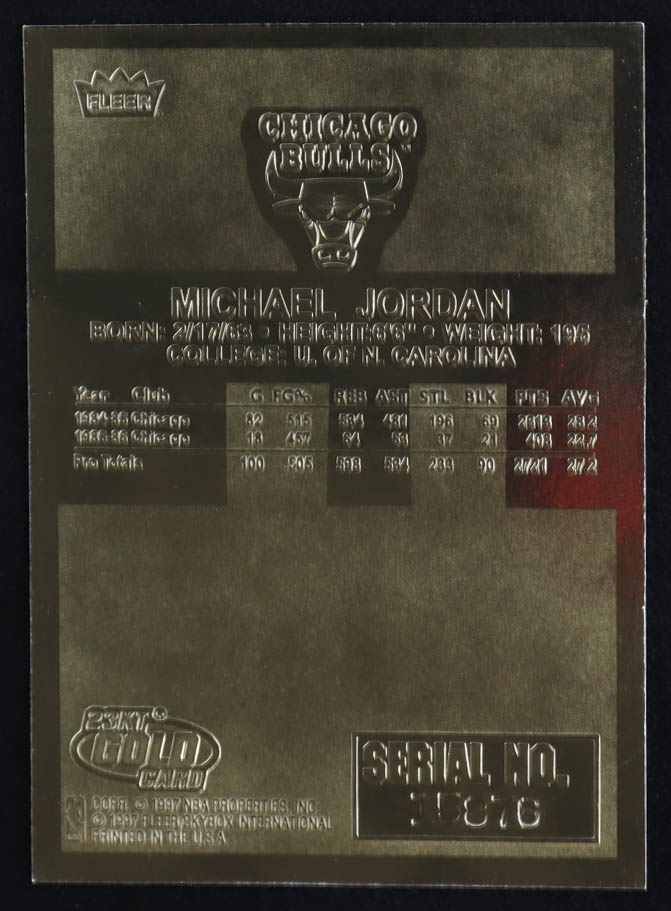 FLEER
CHICAGO
BULLS
MICHAEL JORDAN
BORN: 2/17/63 • HEIGHT:6'6" • WEIGHT: 195
COLLEGE: U. OF N. CAROLINA
Year Club G FG% REB AST STL BLK PTS AVG
1984-85 Chicago 82 .515 534 481 196 69 2313 28.2
1985-86 Chicago 18 .457 64 53 37 21 408 22.7
Pro Totals 100 .505 598 534 233 90 2721 27.2
23KT®
GOLD
CARD
SERIAL NO.
COPR. © 1997 NBA PROPERTIES, INC.
© 1997 FLEER/SKYBOX INTERNATIONAL
PRINTED IN THE U.S.A